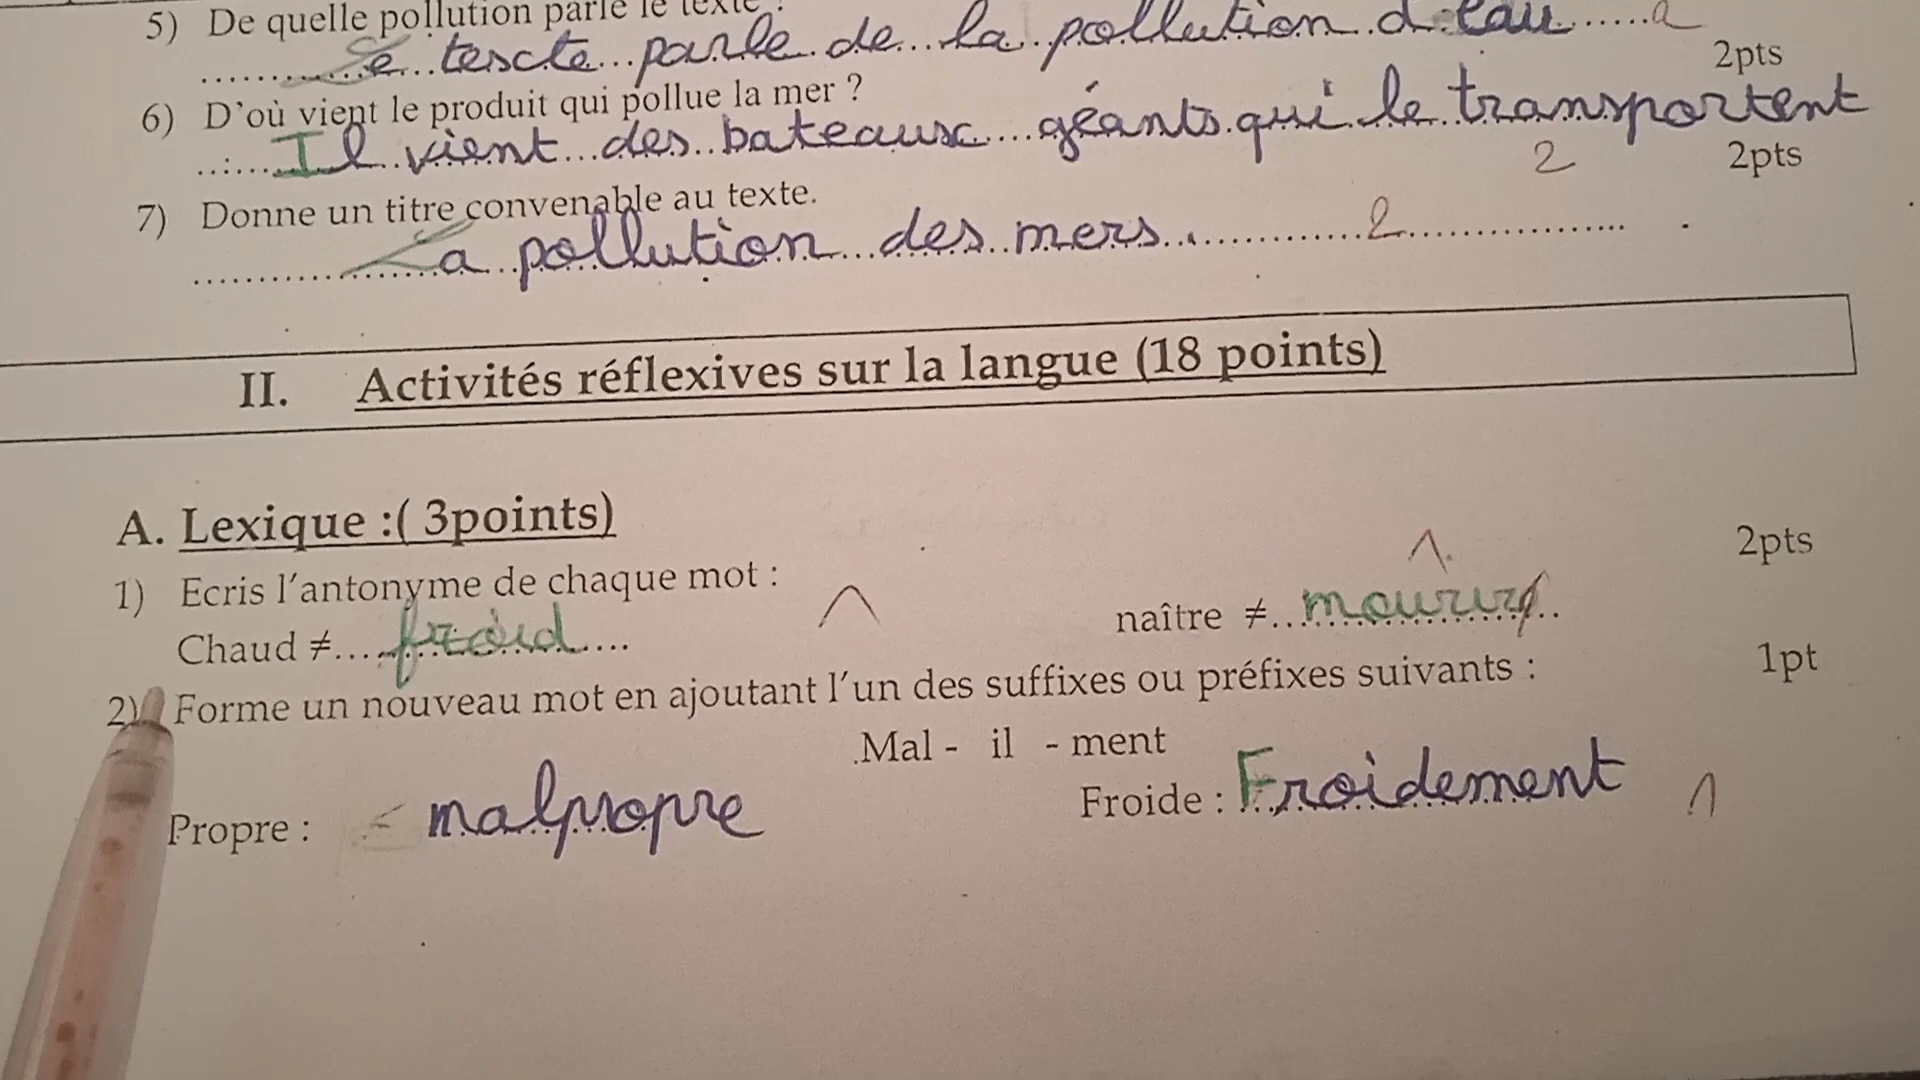 5) De quelle pollution parle le texte ?
Le texte parle de la pollution d'eau 2
2pts
6) D'où vient le produit qui pollue la mer ?
Il vient des bateaux géants qui le transportent
2 2pts
7) Donne un titre convenable au texte.
La pollution des mers. 2
II. Activités réflexives sur la langue (18 points)
A. Lexique :( 3points)
2pts
1) Ecris l'antonyme de chaque mot :
Chaud ≠ froid 1 naître ≠ mourir 1
2) Forme un nouveau mot en ajoutant l'un des suffixes ou préfixes suivants : 1pt
.Mal - il - ment
Propre : malpropre Froide : Froidement 1